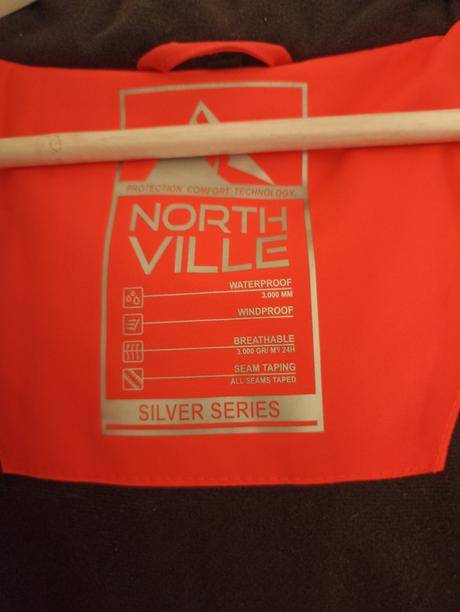 PROTECTION. COMFORT. TECHNOLOGY.
NORTH
VILLE
WATERPROOF
3.000 MM
WINDPROOF
BREATHABLE
3.000 GR/ M²/ 24H
SEAM TAPING
ALL SEAMS TAPED
SILVER SERIES